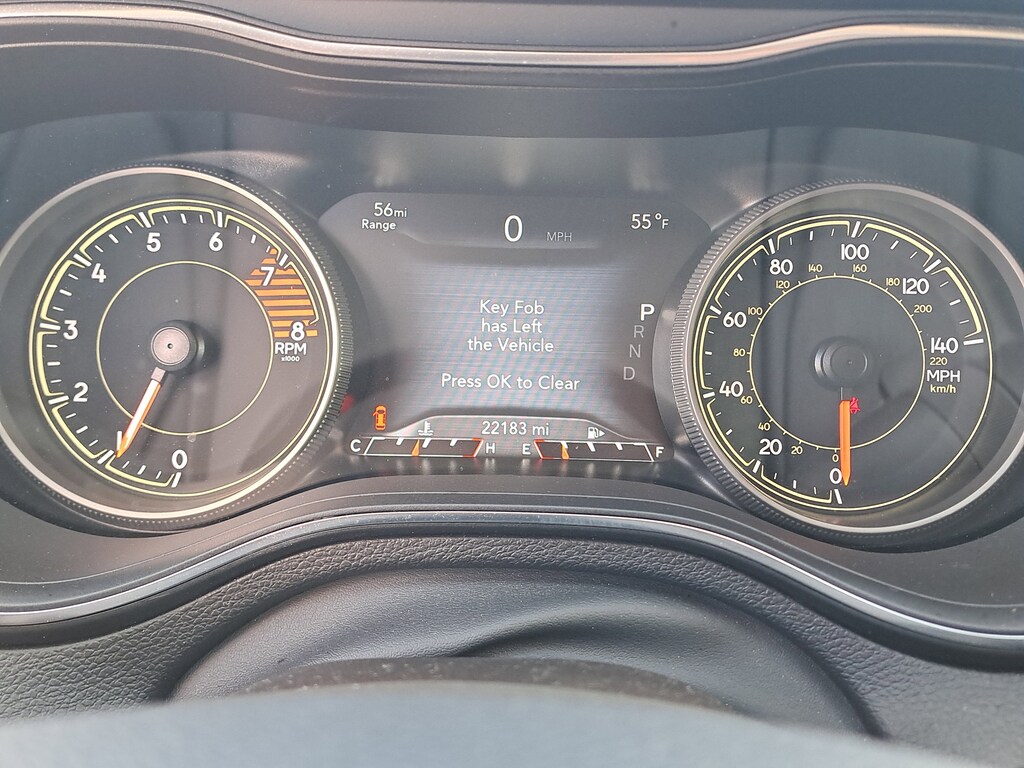 56mi
Range
0 MPH
55°F
Key Fob
has Left
the Vehicle
Press OK to Clear
P
R
N
D
22183 mi
C H E F
0
1
2
3
4
5
6
7
8
RPM
x1000
0
20
40
60
80
100
120
140
MPH
km/h
0
20
40
60
80
100
120
140
160
180
200
220